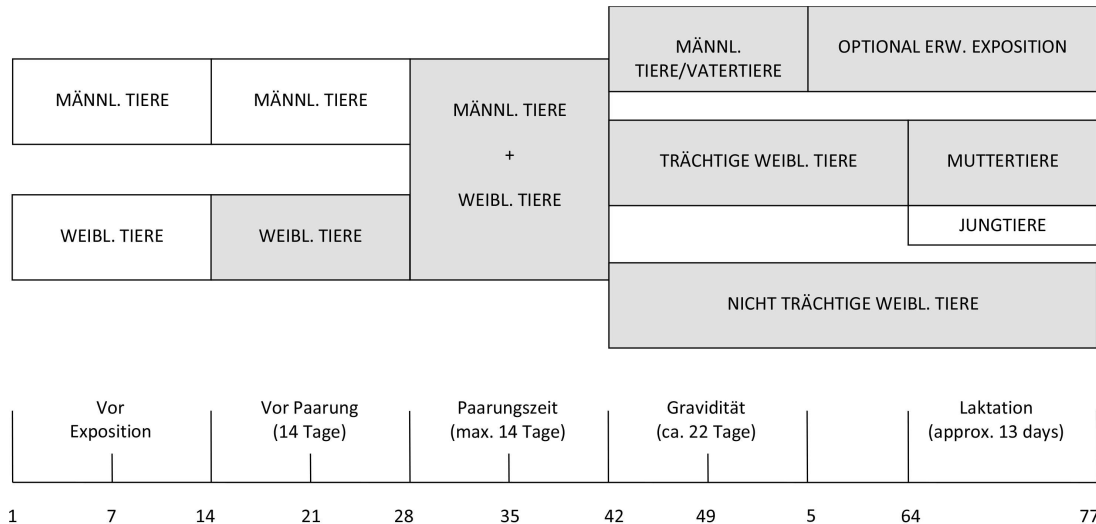 MÄNNL.
TIERE/VATERTIERE
OPTIONAL ERW. EXPOSITION
MÄNNL. TIERE
MÄNNL. TIERE
MÄNNL. TIERE
+
WEIBL. TIERE
TRÄCHTIGE WEIBL. TIERE
MUTTERTIERE
JUNGTIERE
WEIBL. TIERE
WEIBL. TIERE
NICHT TRÄCHTIGE WEIBL. TIERE
Vor
Exposition
Vor Paarung
(14 Tage)
Paarungszeit
(max. 14 Tage)
Gravidität
(ca. 22 Tage)
Laktation
(approx. 13 days)
1 7 14 21 28 35 42 49 5 64 77